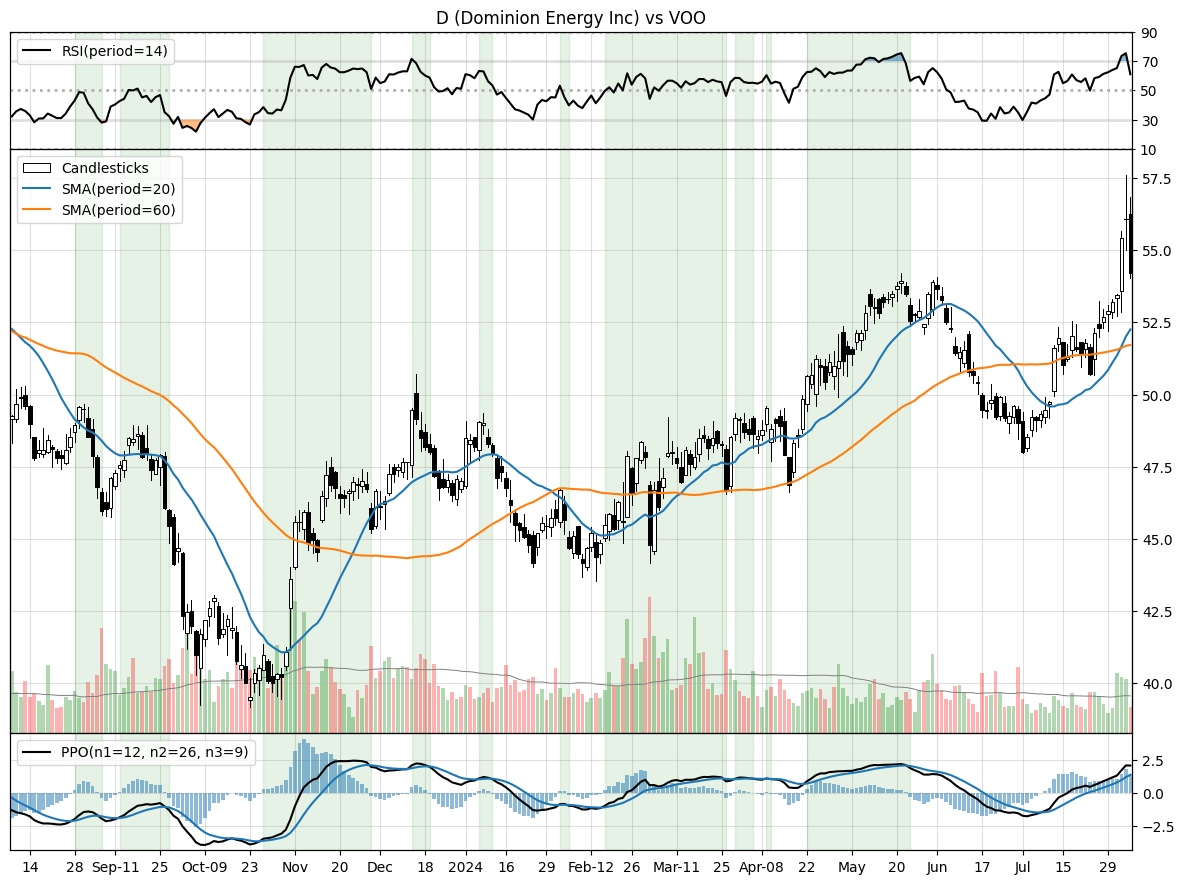 D (Dominion Energy Inc) vs VOO
RSI(period=14)
90
70
50
30
10
Candlesticks
SMA(period=20)
SMA(period=60)
57.5
55.0
52.5
50.0
47.5
45.0
42.5
40.0
PPO(n1=12, n2=26, n3=9)
2.5
0.0
−2.5
14 28 Sep-11 25 Oct-09 23 Nov 20 Dec 18 2024 16 29 Feb-12 26 Mar-11 25 Apr-08 22 May 20 Jun 17 Jul 15 29